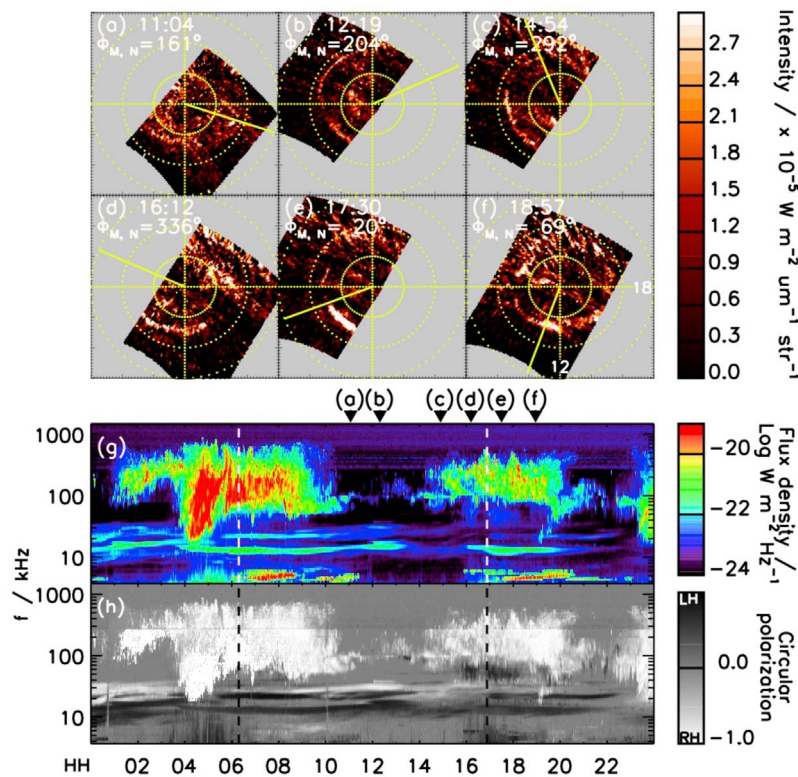 (a) 11:04
Φ_M, N = 161°
(b) 12:19
Φ_M, N = 204°
(c) 14:54
Φ_M, N = 292°
(d) 16:12
Φ_M, N = 336°
(e) 17:30
Φ_M, N = 20°
(f) 18:57
Φ_M, N = 69°
18
12
2.7
2.4
2.1
1.8
1.5
1.2
0.9
0.6
0.3
0.0
Intensity / × 10⁻⁵ W m⁻² um⁻¹ str⁻¹
(a) (b) (c) (d) (e) (f)
(g)
1000
100
10
−20
−22
−24
Flux density /
Log W m⁻² Hz⁻¹
f / kHz
(h)
1000
100
10
LH
0.0
−1.0
RH
Circular
polarization
HH 02 04 06 08 10 12 14 16 18 20 22